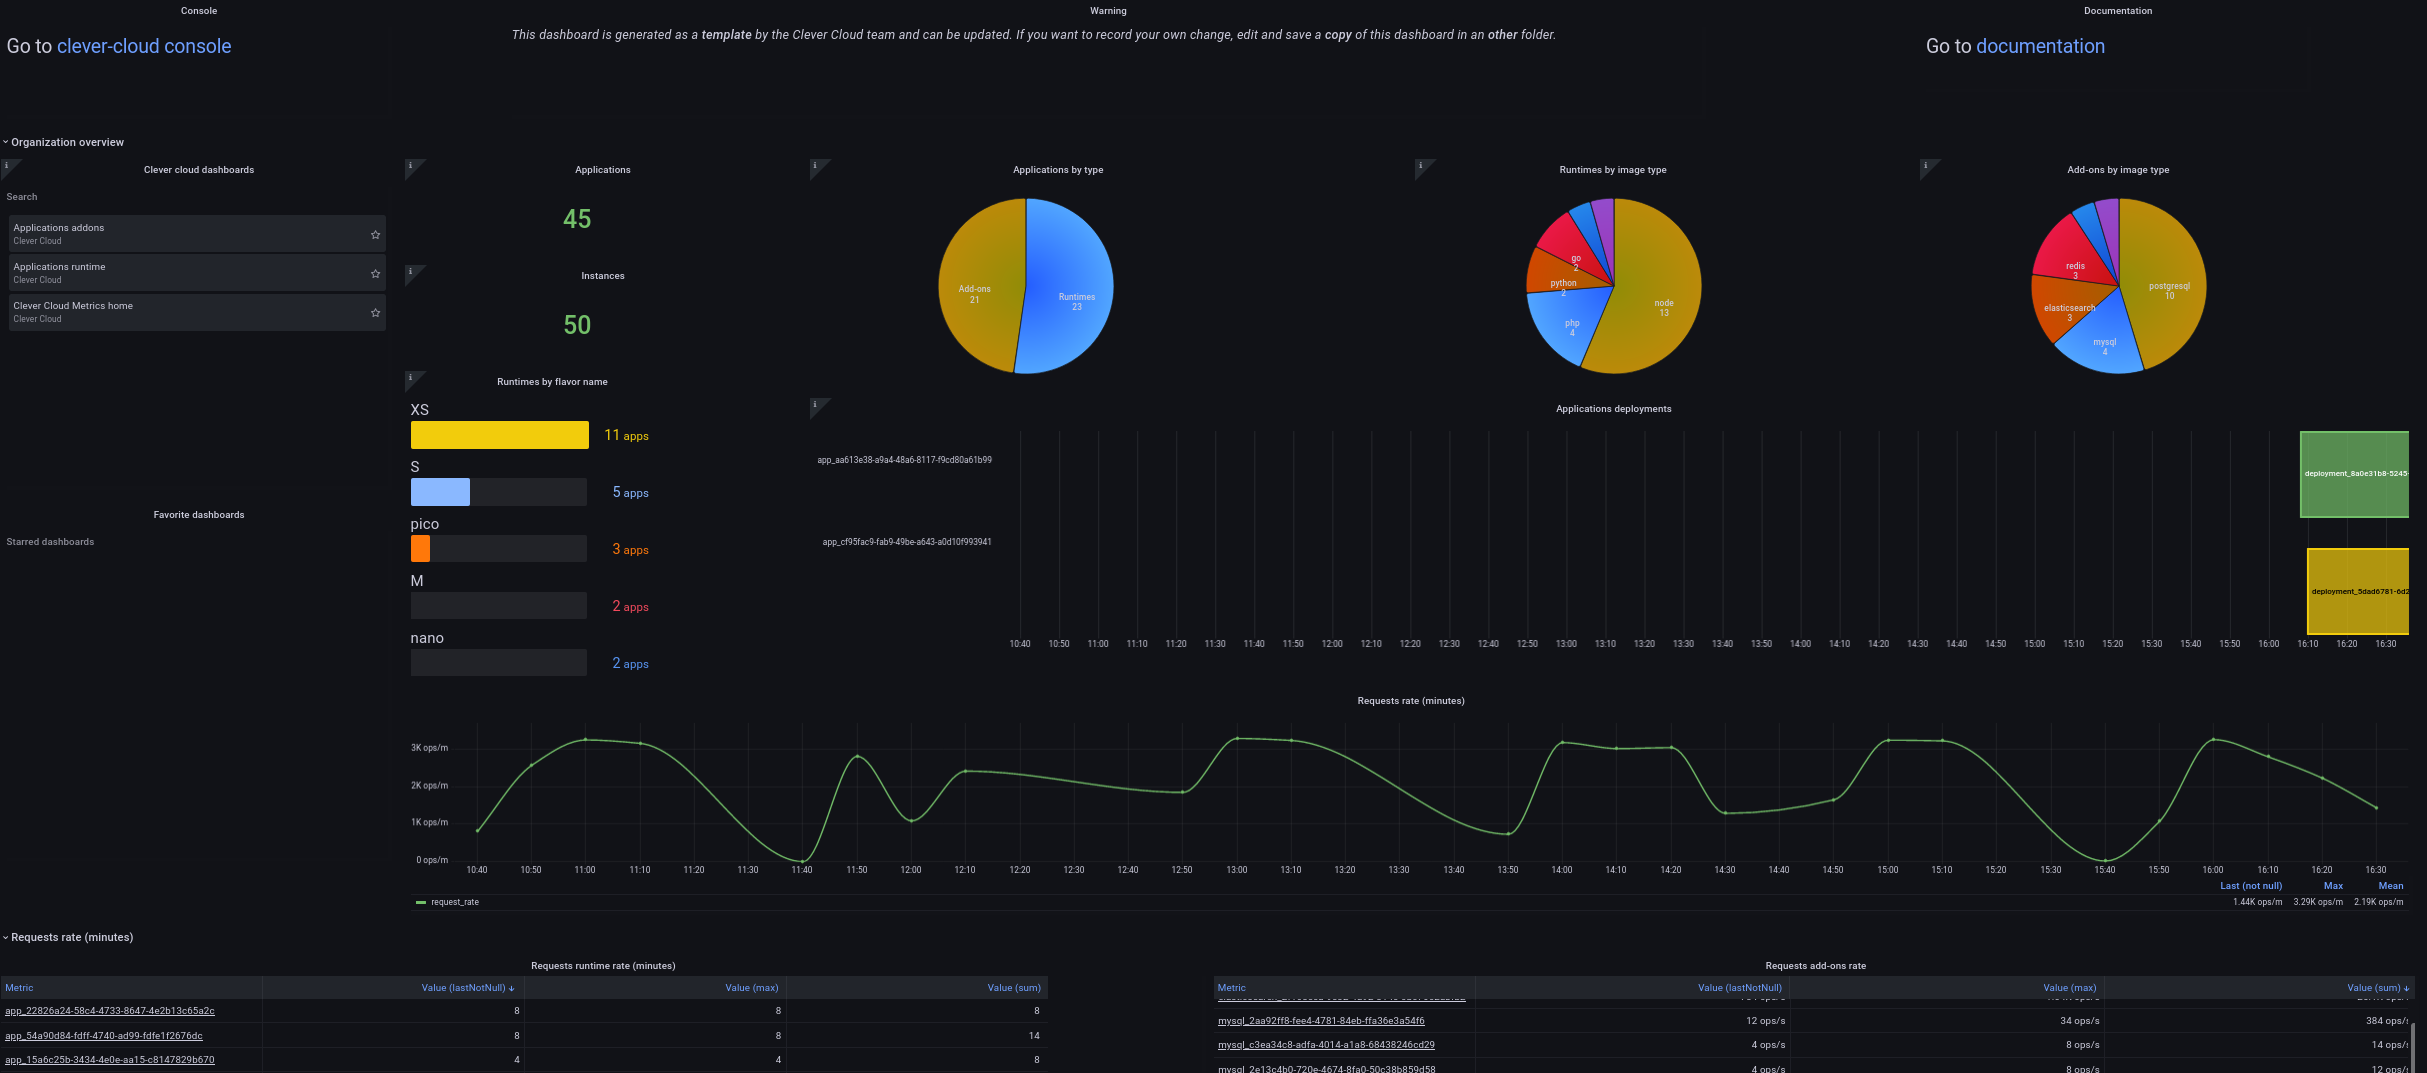 Console
Go to clever-cloud console
Warning
This dashboard is generated as a template by the Clever Cloud team and can be updated. If you want to record your own change, edit and save a copy of this dashboard in an other folder.
Documentation
Go to documentation
Organization overview
Clever cloud dashboards
Search
Applications addons
Clever Cloud
Applications runtime
Clever Cloud
Clever Cloud Metrics home
Clever Cloud
Favorite dashboards
Starred dashboards
Applications
45
Instances
50
Runtimes by flavor name
XS
11 apps
S
5 apps
pico
3 apps
M
2 apps
nano
2 apps
Applications by type
Add-ons
21
Runtimes
23
Runtimes by image type
go
2
python
2
php
4
node
13
Add-ons by image type
redis
3
elasticsearch
3
mysql
4
postgresql
10
Applications deployments
app_aa613e38-a9a4-48a6-8117-f9cd80a61b99
deployment_8a0e31b8-5245-
app_cf95fac9-fab9-49be-a643-a0d10f993941
deployment_5dad6781-6d2
10:40 10:50 11:00 11:10 11:20 11:30 11:40 11:50 12:00 12:10 12:20 12:30 12:40 12:50 13:00 13:10 13:20 13:30 13:40 13:50 14:00 14:10 14:20 14:30 14:40 14:50 15:00 15:10 15:20 15:30 15:40 15:50 16:00 16:10 16:20 16:30
Requests rate (minutes)
3K ops/m
2K ops/m
1K ops/m
0 ops/m
10:40 10:50 11:00 11:10 11:20 11:30 11:40 11:50 12:00 12:10 12:20 12:30 12:40 12:50 13:00 13:10 13:20 13:30 13:40 13:50 14:00 14:10 14:20 14:30 14:40 14:50 15:00 15:10 15:20 15:30 15:40 15:50 16:00 16:10 16:20 16:30
Last (not null) Max Mean
request_rate 1.44K ops/m 3.29K ops/m 2.19K ops/m
Requests rate (minutes)
Requests runtime rate (minutes)
Metric Value (lastNotNull) Value (max) Value (sum)
app_22826a24-58c4-4733-8647-4e2b13c65a2c 8 8 8
app_54a90d84-fdff-4740-ad99-fdfe1f2676dc 8 8 14
app_15a6c25b-3434-4e0e-aa15-c8147829b670 4 4 8
Requests add-ons rate
Metric Value (lastNotNull) Value (max) Value (sum)
mysql_2aa92ff8-fee4-4781-84eb-ffa36e3a54f6 12 ops/s 34 ops/s 384 ops/s
mysql_c3ea34c8-adfa-4014-a1a8-68438246cd29 4 ops/s 8 ops/s 14 ops/s
mysql_2e13c4b0-720e-4674-8fa0-50c38b859d58 4 ops/s 8 ops/s 12 ops/s